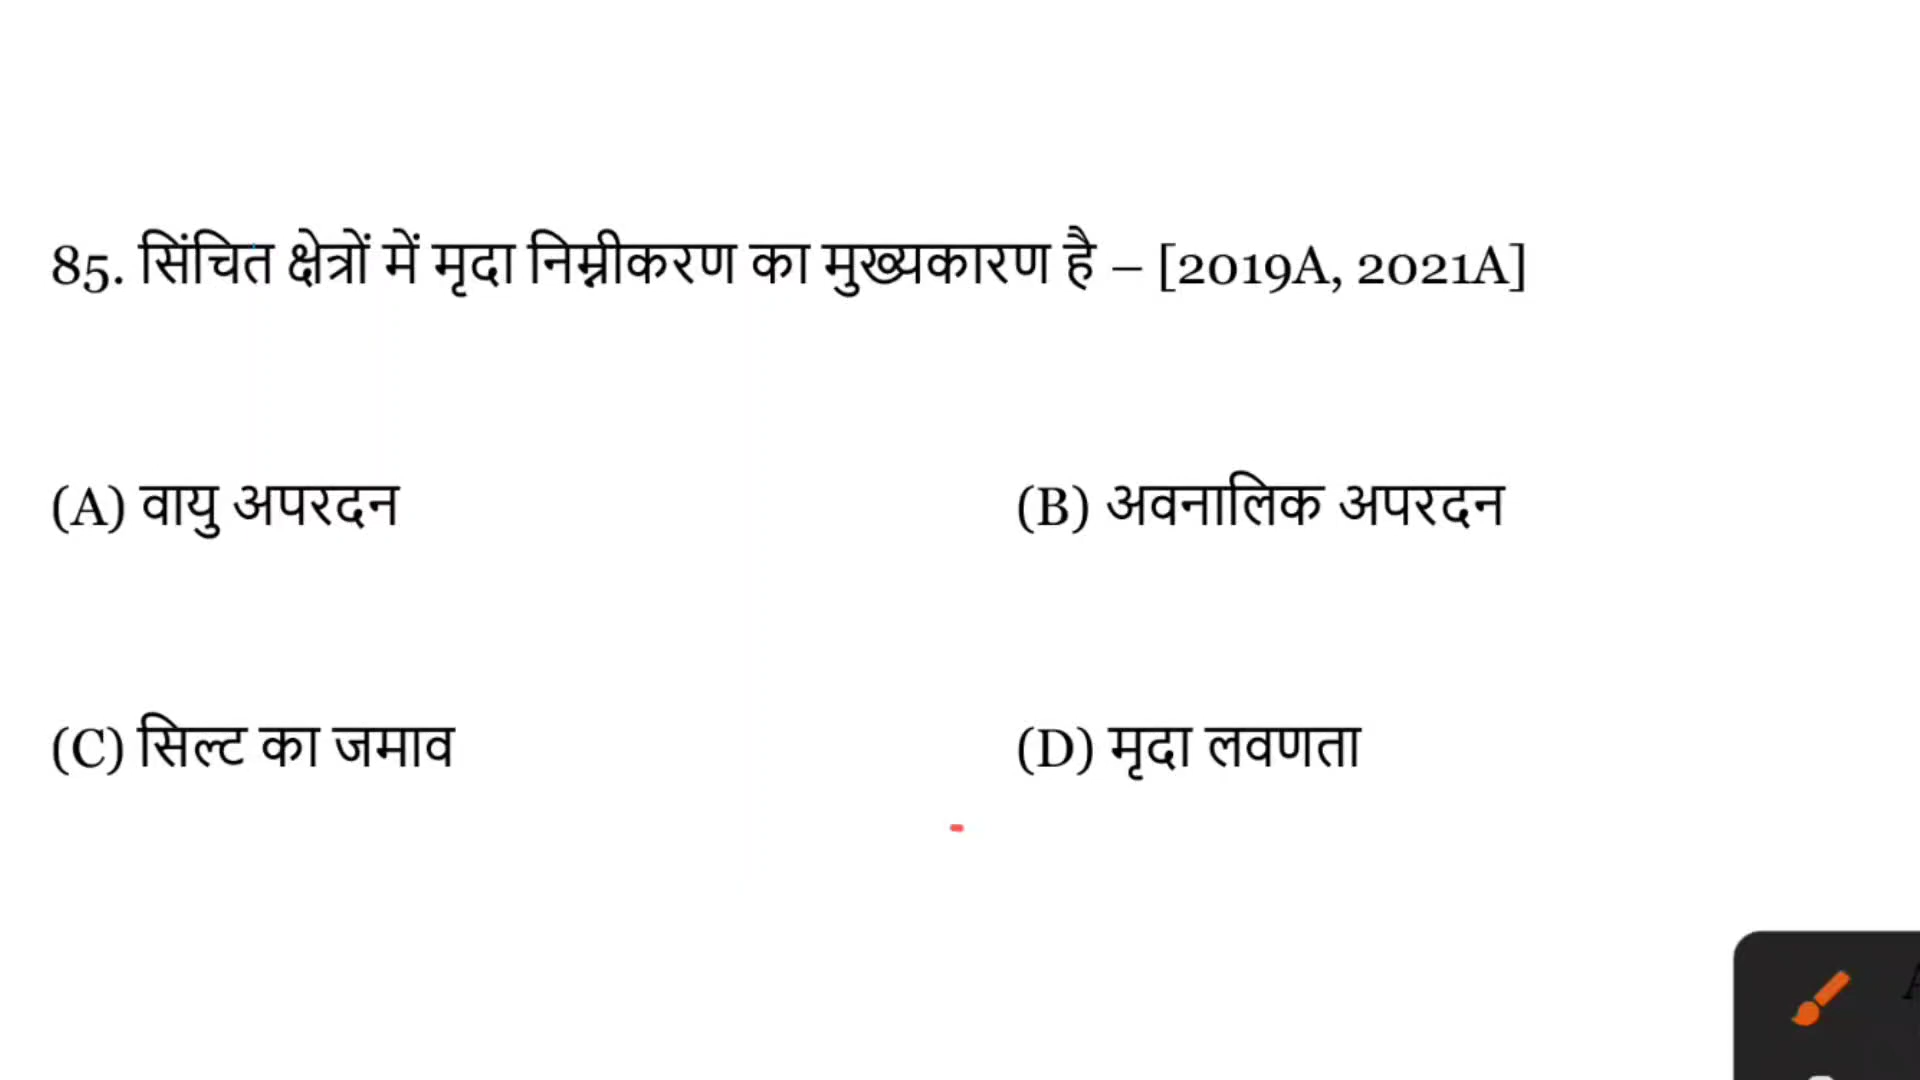 85. सिंचित क्षेत्रों में मृदा निम्नीकरण का मुख्यकारण है – [2019A, 2021A]
(A) वायु अपरदन
(B) अवनालिक अपरदन
(C) सिल्ट का जमाव
(D) मृदा लवणता